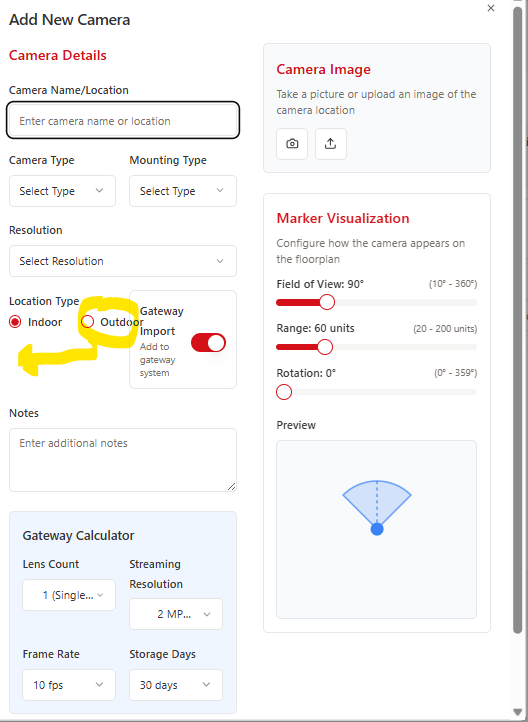 Add New Camera
Camera Details
Camera Name/Location
Enter camera name or location
Camera Type
Mounting Type
Select Type
Select Type
Resolution
Select Resolution
Location Type
Indoor
Outdoor
Gateway
Import
Add to
gateway
system
Notes
Enter additional notes
Gateway Calculator
Lens Count
Streaming
Resolution
1 (Single...
2 MP...
Frame Rate
Storage Days
10 fps
30 days
Camera Image
Take a picture or upload an image of the
camera location
Marker Visualization
Configure how the camera appears on
the floorplan
Field of View: 90°
(10° - 360°)
Range: 60 units
(20 - 200 units)
Rotation: 0°
(0° - 359°)
Preview